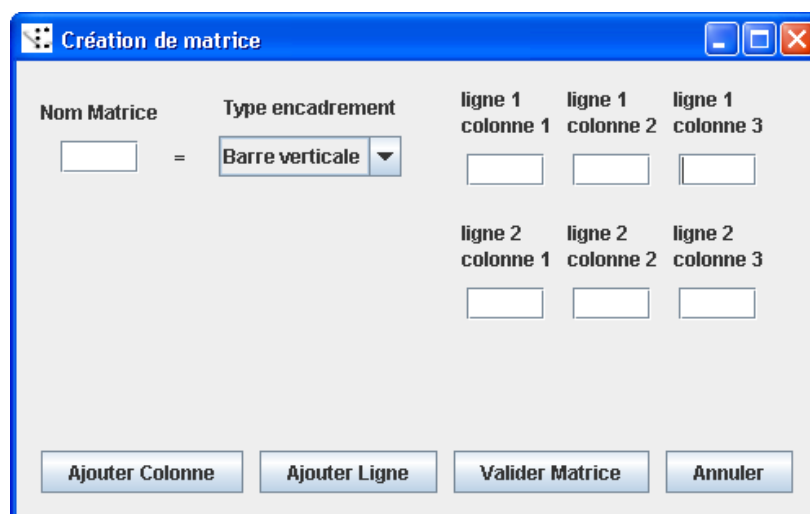 Création de matrice
Nom Matrice
=
Type encadrement
Barre verticale
ligne 1 ligne 1 ligne 1
colonne 1 colonne 2 colonne 3
ligne 2 ligne 2 ligne 2
colonne 1 colonne 2 colonne 3
Ajouter Colonne Ajouter Ligne Valider Matrice Annuler